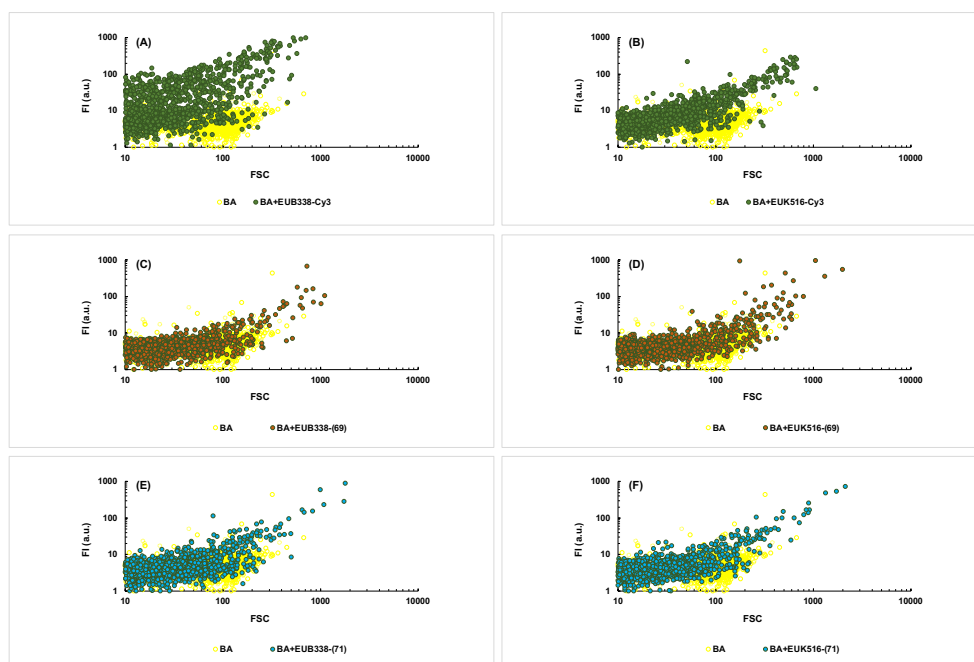 (A)
1000
100
10
1
FI (a.u.)
10 100 1000 10000
FSC
BA BA+EUB338-Cy3
(B)
1000
100
10
1
FI (a.u.)
10 100 1000 10000
FSC
BA BA+EUK516-Cy3
(C)
1000
100
10
1
FI (a.u.)
10 100 1000 10000
FSC
BA BA+EUB338-(69)
(D)
1000
100
10
1
FI (a.u.)
10 100 1000 10000
FSC
BA BA+EUK516-(69)
(E)
1000
100
10
1
FI (a.u.)
10 100 1000 10000
FSC
BA BA+EUB338-(71)
(F)
1000
100
10
1
FI (a.u.)
10 100 1000 10000
FSC
BA BA+EUK516-(71)